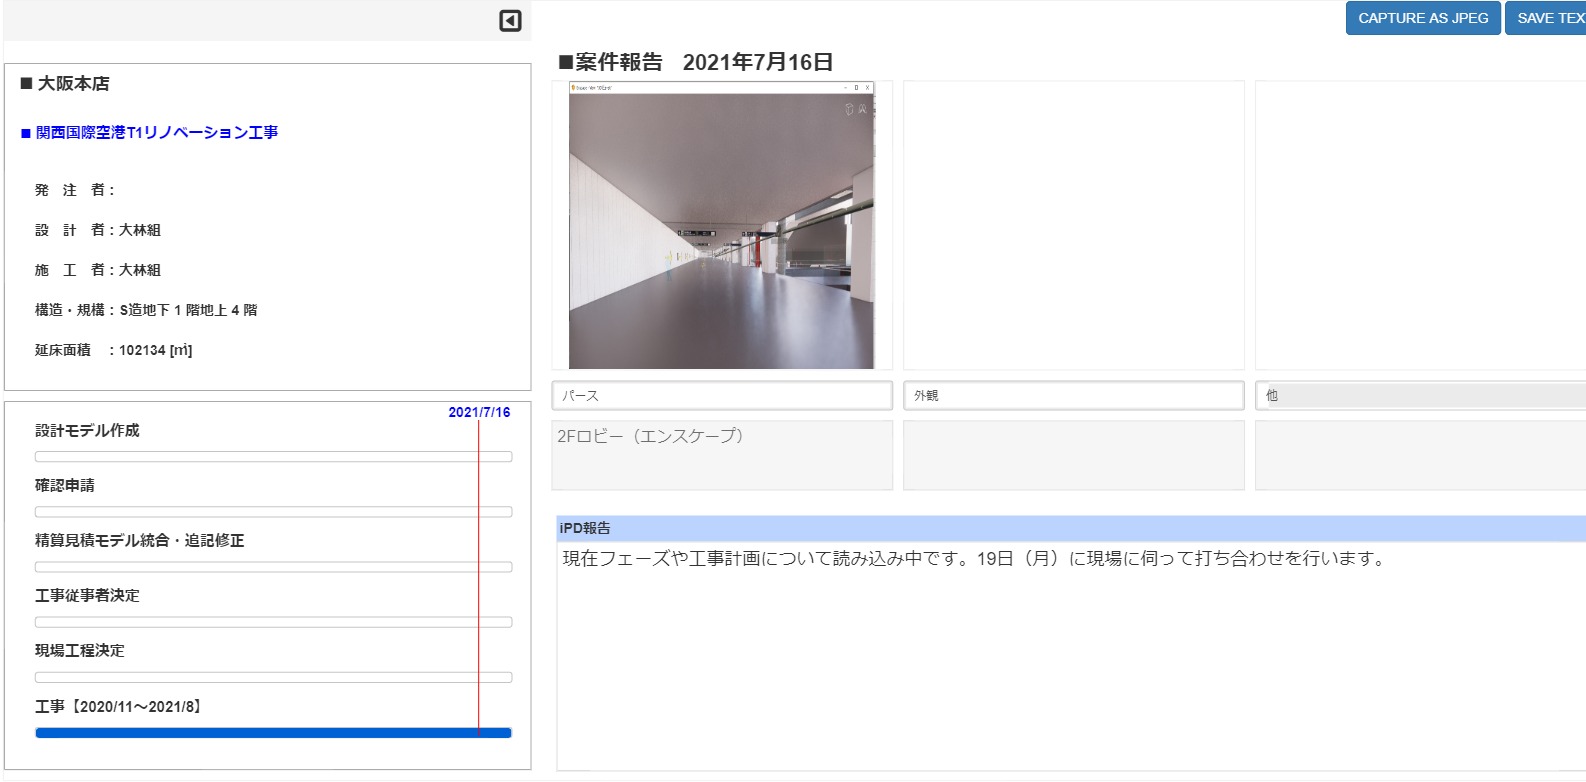 CAPTURE AS JPEG
SAVE TEX
■案件報告 2021年7月16日
■ 大阪本店
■ 関西国際空港T1リノベーション工事
発 注 者：
設 計 者：大林組
施 工 者：大林組
構造・規構：S造地下 1 階地上 4 階
延床面積 ：102134 [㎡]
パース
外観
他
2Fロビー（エンスケープ）
2021/7/16
設計モデル作成
確認申請
精算見積モデル統合・追記修正
工事従事者決定
現場工程決定
工事【2020/11～2021/8】
iPD報告
現在フェーズや工事計画について読み込み中です。19日（月）に現場に伺って打ち合わせを行います。